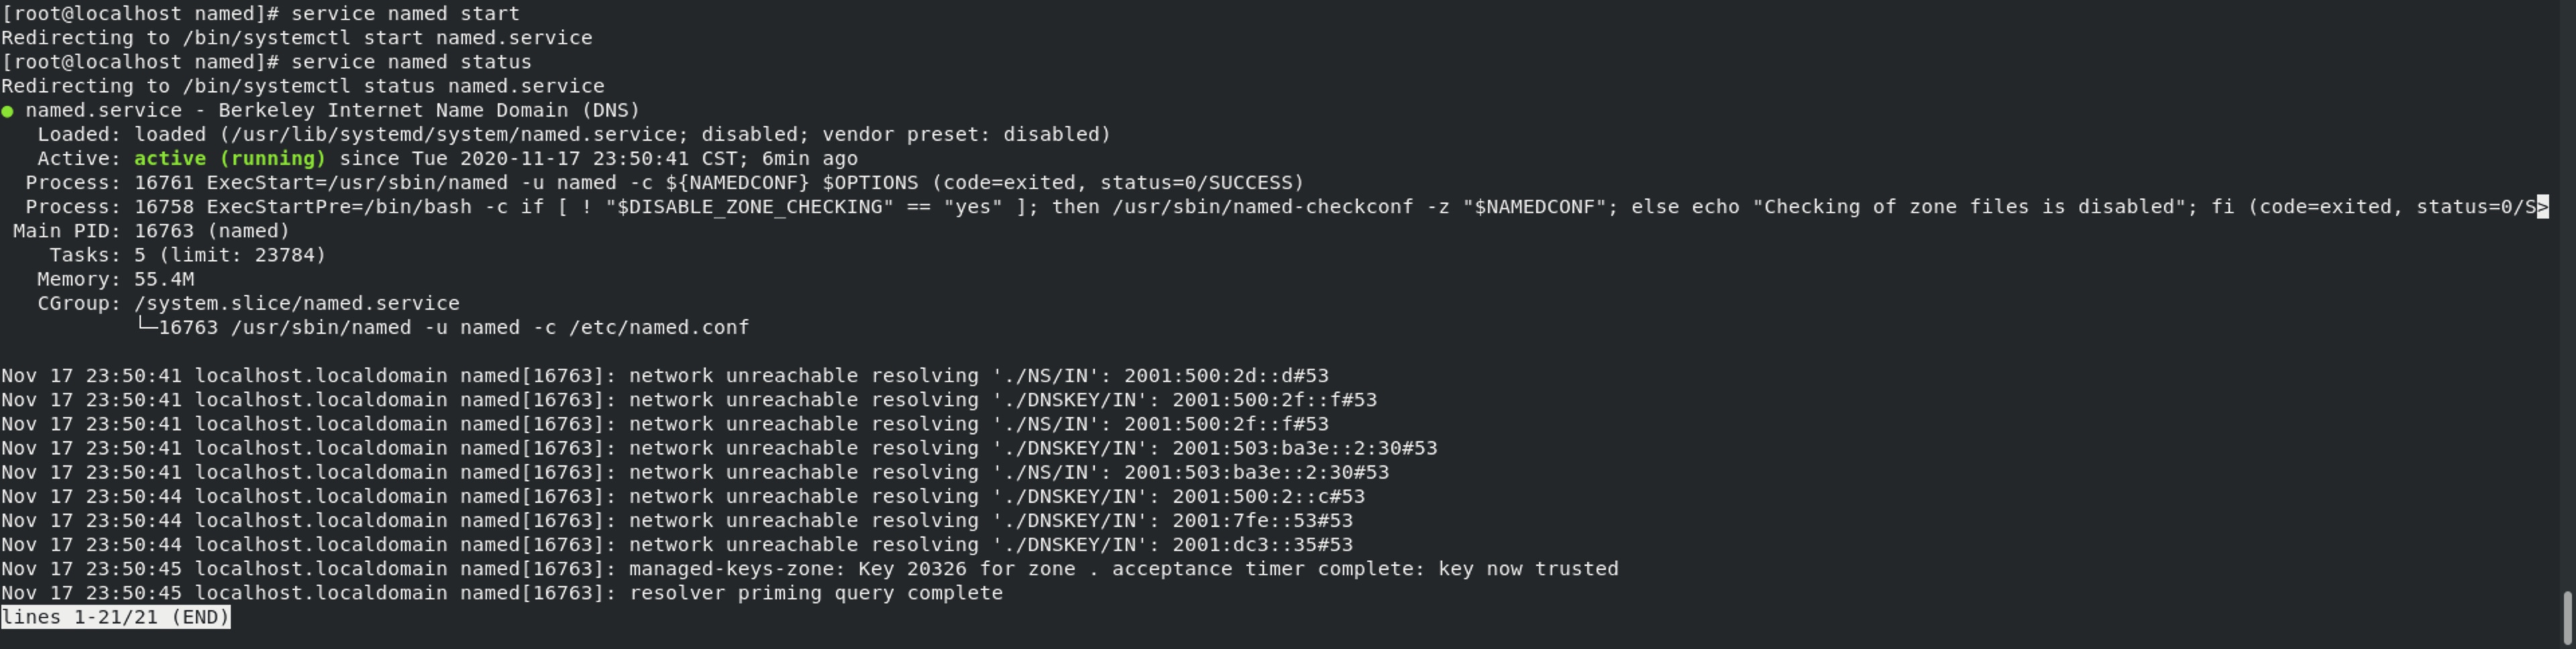 [root@localhost named]# service named start
Redirecting to /bin/systemctl start named.service
[root@localhost named]# service named status
Redirecting to /bin/systemctl status named.service
● named.service - Berkeley Internet Name Domain (DNS)
   Loaded: loaded (/usr/lib/systemd/system/named.service; disabled; vendor preset: disabled)
   Active: active (running) since Tue 2020-11-17 23:50:41 CST; 6min ago
  Process: 16761 ExecStart=/usr/sbin/named -u named -c ${NAMEDCONF} $OPTIONS (code=exited, status=0/SUCCESS)
  Process: 16758 ExecStartPre=/bin/bash -c if [ ! "$DISABLE_ZONE_CHECKING" == "yes" ]; then /usr/sbin/named-checkconf -z "$NAMEDCONF"; else echo "Checking of zone files is disabled"; fi (code=exited, status=0/S>
 Main PID: 16763 (named)
    Tasks: 5 (limit: 23784)
   Memory: 55.4M
   CGroup: /system.slice/named.service
           └─16763 /usr/sbin/named -u named -c /etc/named.conf

Nov 17 23:50:41 localhost.localdomain named[16763]: network unreachable resolving './NS/IN': 2001:500:2d::d#53
Nov 17 23:50:41 localhost.localdomain named[16763]: network unreachable resolving './DNSKEY/IN': 2001:500:2f::f#53
Nov 17 23:50:41 localhost.localdomain named[16763]: network unreachable resolving './NS/IN': 2001:500:2f::f#53
Nov 17 23:50:41 localhost.localdomain named[16763]: network unreachable resolving './DNSKEY/IN': 2001:503:ba3e::2:30#53
Nov 17 23:50:41 localhost.localdomain named[16763]: network unreachable resolving './NS/IN': 2001:503:ba3e::2:30#53
Nov 17 23:50:44 localhost.localdomain named[16763]: network unreachable resolving './DNSKEY/IN': 2001:500:2::c#53
Nov 17 23:50:44 localhost.localdomain named[16763]: network unreachable resolving './DNSKEY/IN': 2001:7fe::53#53
Nov 17 23:50:44 localhost.localdomain named[16763]: network unreachable resolving './DNSKEY/IN': 2001:dc3::35#53
Nov 17 23:50:45 localhost.localdomain named[16763]: managed-keys-zone: Key 20326 for zone . acceptance timer complete: key now trusted
Nov 17 23:50:45 localhost.localdomain named[16763]: resolver priming query complete
lines 1-21/21 (END)